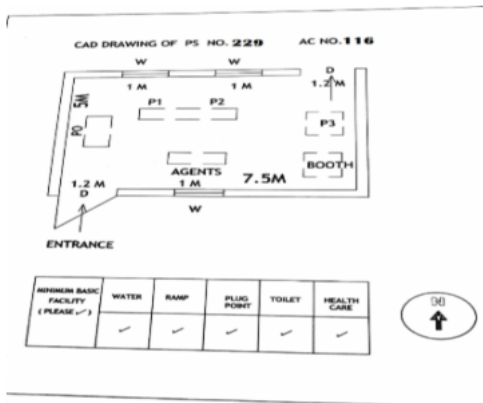 CAD DRAWING OF PS NO. 229 AC NO. 116
W W D
1 M 1 M 1.2 M
5M
P1 P2
PO P3
AGENTS BOOTH
1.2 M 1 M 7.5M
D
W
ENTRANCE
MINIMUM BASIC FACILITY (PLEASE ✓) WATER RAMP PLUG POINT TOILET HEALTH CARE
✓ ✓ ✓ ✓ ✓
N